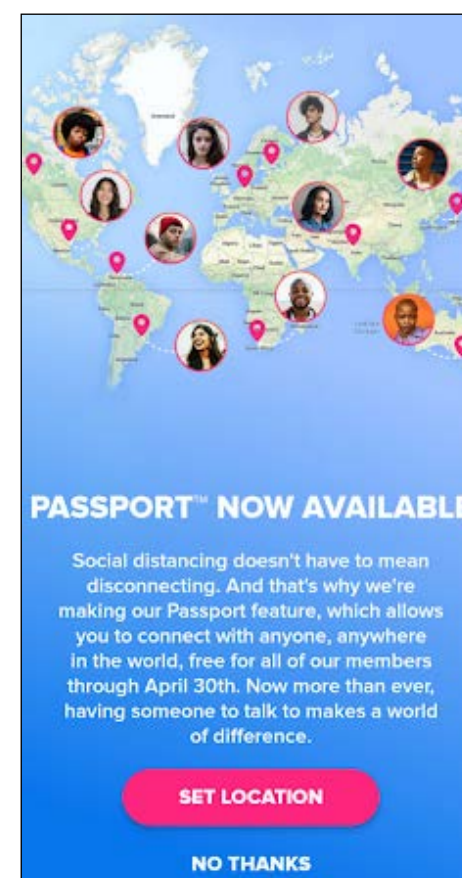 PASSPORT™ NOW AVAILABLE
Social distancing doesn't have to mean
disconnecting. And that's why we're
making our Passport feature, which allows
you to connect with anyone, anywhere
in the world, free for all of our members
through April 30th. Now more than ever,
having someone to talk to makes a world
of difference.
SET LOCATION
NO THANKS